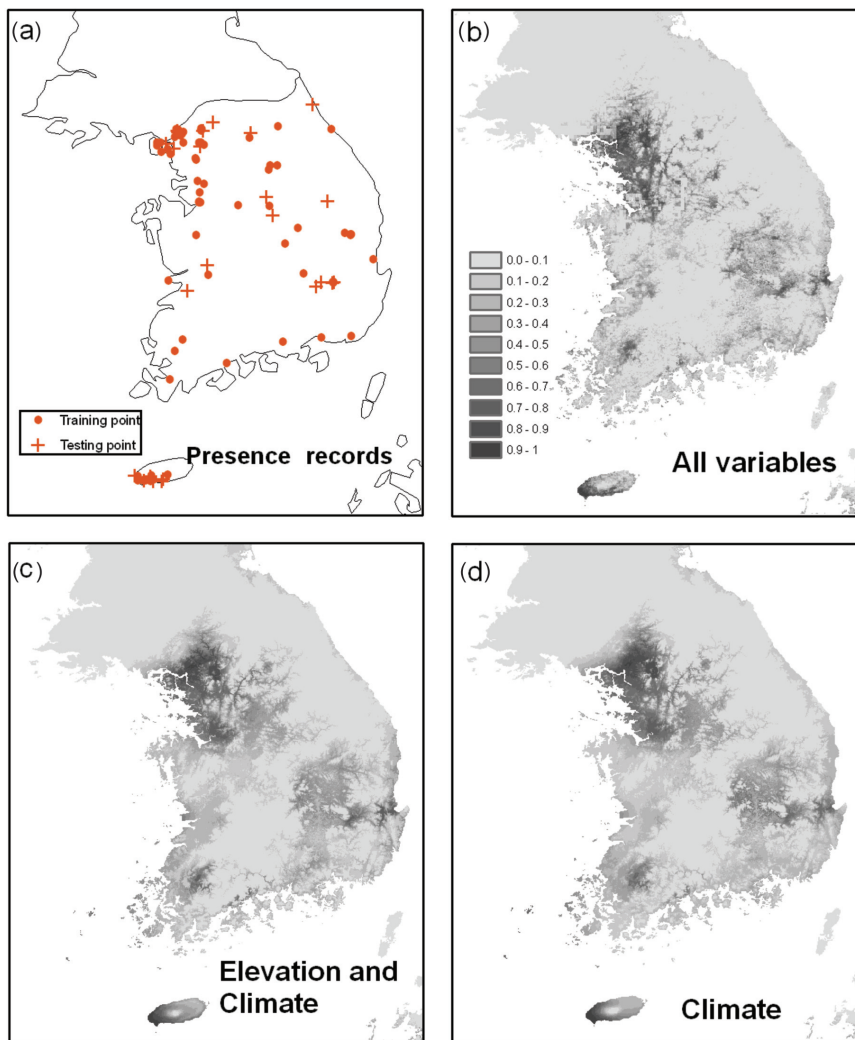 (a)
Training point
Testing point
Presence records
(b)
0.0 - 0.1
0.1 - 0.2
0.2 - 0.3
0.3 - 0.4
0.4 - 0.5
0.5 - 0.6
0.6 - 0.7
0.7 - 0.8
0.8 - 0.9
0.9 - 1
All variables
(c)
Elevation and
Climate
(d)
Climate